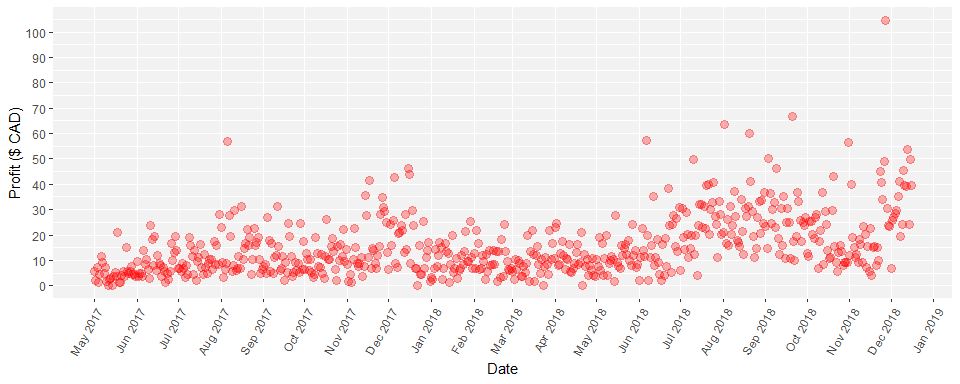 Profit ($ CAD)
100
90
80
70
60
50
40
30
20
10
0
May 2017
Jun 2017
Jul 2017
Aug 2017
Sep 2017
Oct 2017
Nov 2017
Dec 2017
Jan 2018
Feb 2018
Mar 2018
Apr 2018
May 2018
Jun 2018
Jul 2018
Aug 2018
Sep 2018
Oct 2018
Nov 2018
Dec 2018
Jan 2019
Date